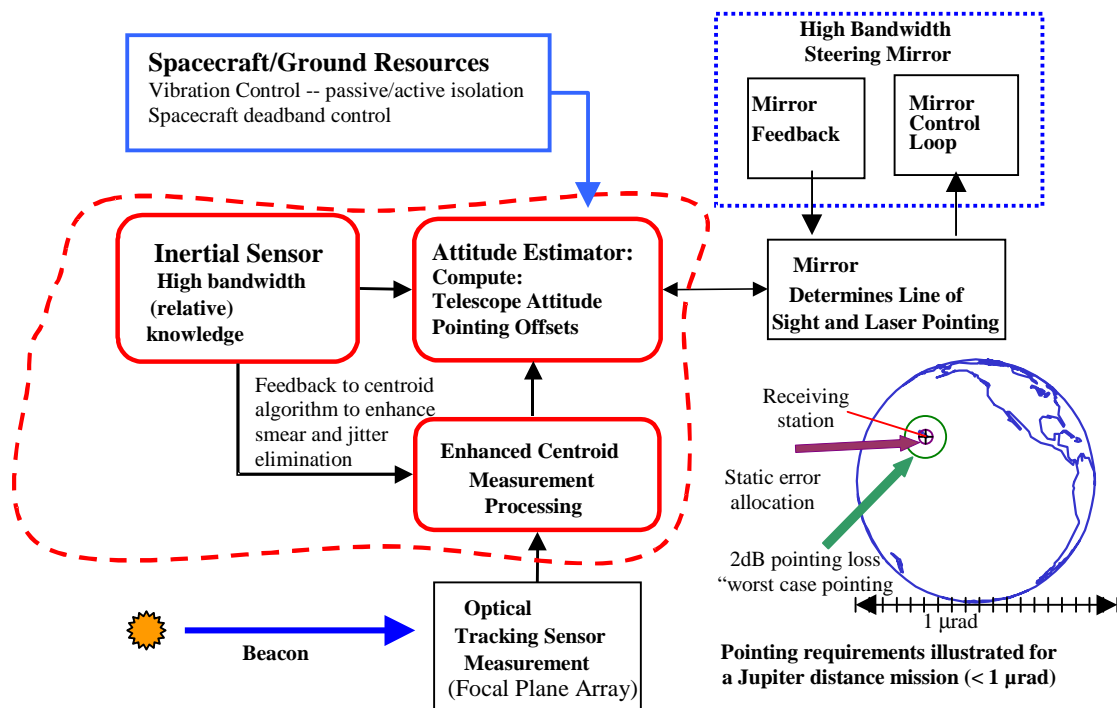 Spacecraft/Ground Resources
Vibration Control -- passive/active isolation
Spacecraft deadband control
High Bandwidth
Steering Mirror
Mirror
Feedback
Mirror
Control
Loop
Inertial Sensor
High bandwidth
(relative)
knowledge
Attitude Estimator:
Compute:
Telescope Attitude
Pointing Offsets
Mirror
Determines Line of
Sight and Laser Pointing
Feedback to centroid
algorithm to enhance
smear and jitter
elimination
Enhanced Centroid
Measurement
Processing
Receiving
station
Static error
allocation
2dB pointing loss
“worst case pointing
1 μrad
Beacon
Optical
Tracking Sensor
Measurement
(Focal Plane Array)
Pointing requirements illustrated for
a Jupiter distance mission (< 1 μrad)